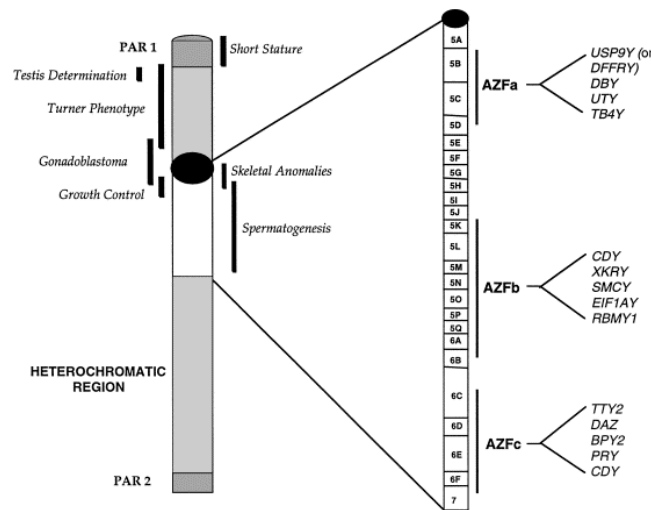 PAR 1
Short Stature
Testis Determination
Turner Phenotype
Gonadoblastoma
Growth Control
Skeletal Anomalies
Spermatogenesis
HETEROCHROMATIC
REGION
PAR 2
5A
5B
5C
5D
5E
5F
5G
5H
5I
5J
5K
5L
5M
5N
5O
5P
5Q
6A
6B
6C
6D
6E
6F
7
AZFa
USP9Y (or
DFFRY)
DBY
UTY
TB4Y
AZFb
CDY
XKRY
SMCY
EIF1AY
RBMY1
AZFc
TTY2
DAZ
BPY2
PRY
CDY